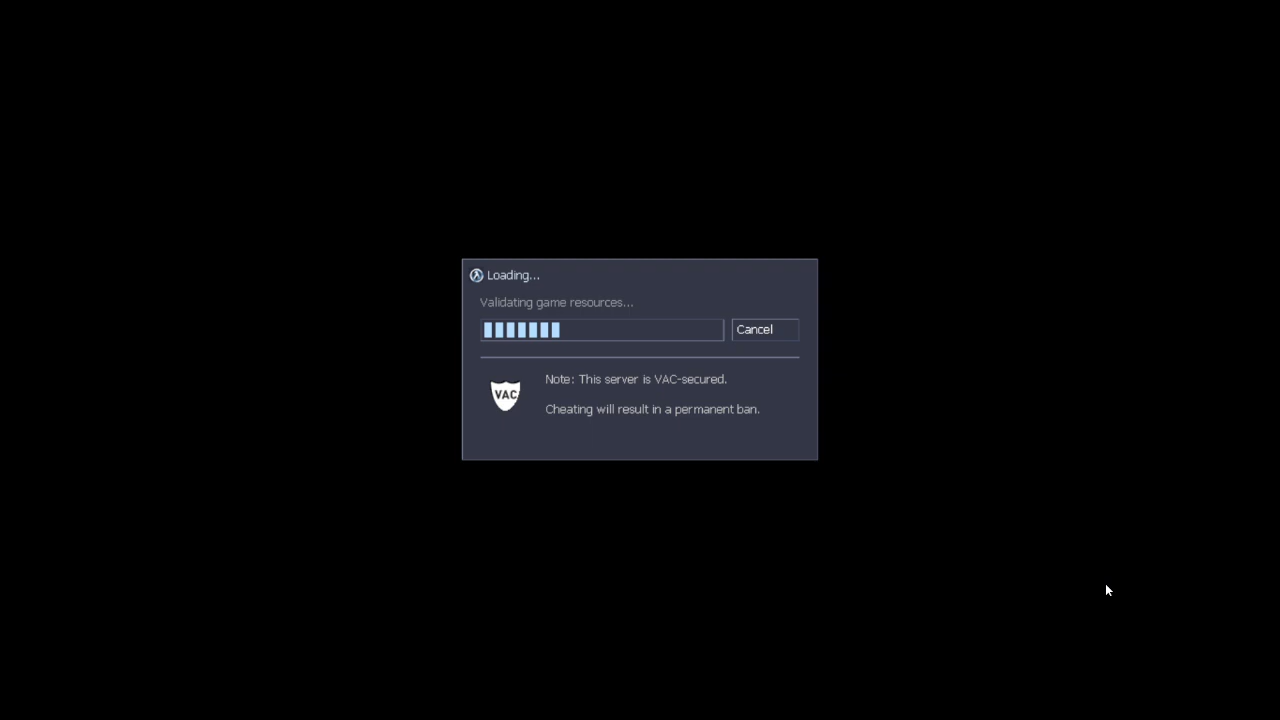 Loading...
Validating game resources...
Cancel
VAC
Note: This server is VAC-secured.
Cheating will result in a permanent ban.